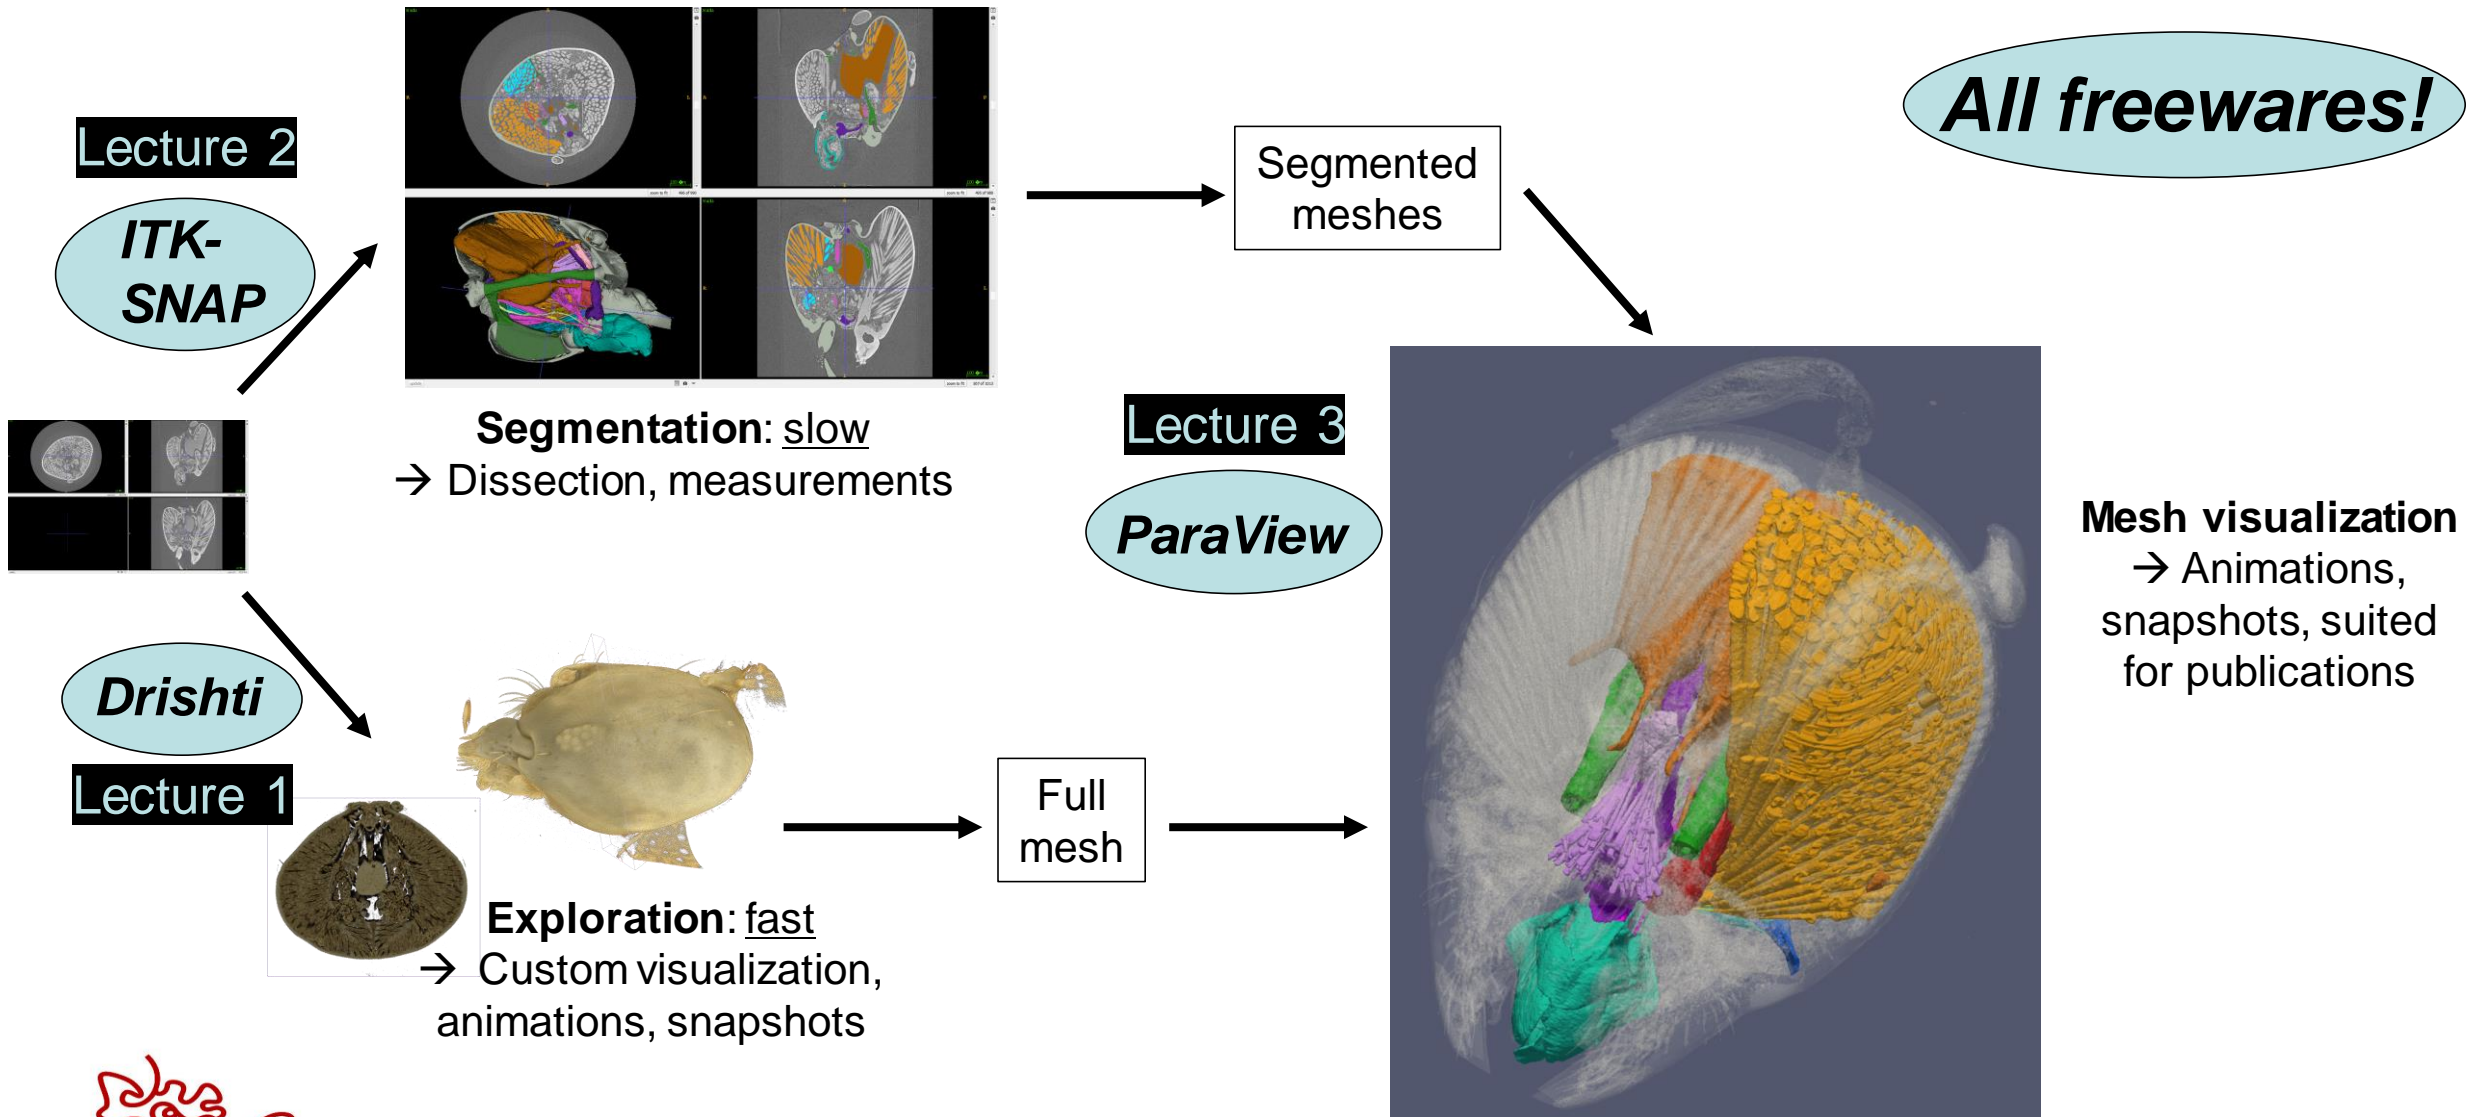 All freewares!
Lecture 2
ITK-
SNAP
Segmented
meshes
Segmentation: slow
→ Dissection, measurements
Lecture 3
ParaView
Mesh visualization
→ Animations,
snapshots, suited
for publications
Drishti
Lecture 1
Full
mesh
Exploration: fast
→ Custom visualization,
animations, snapshots